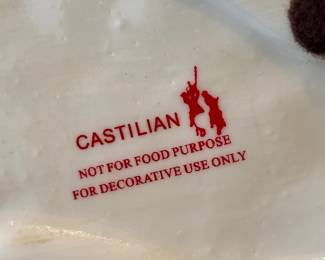 CASTILIAN
NOT FOR FOOD PURPOSE
FOR DECORATIVE USE ONLY